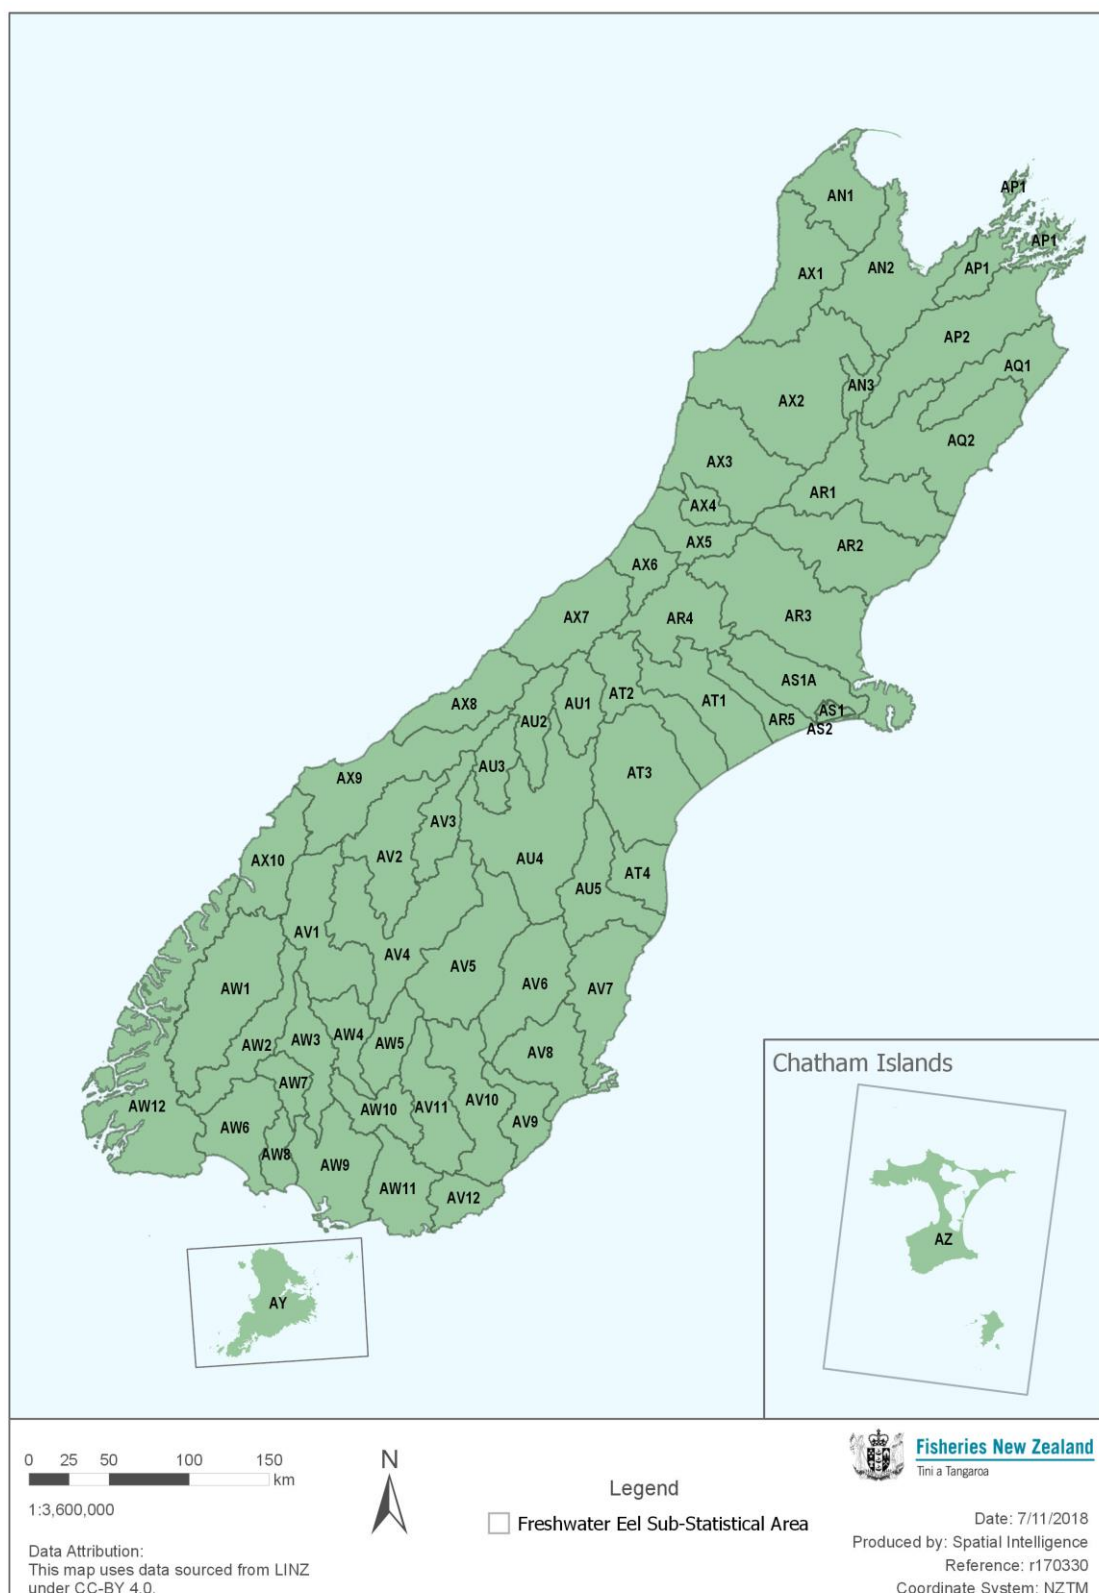 AP1
AN1
AP1
AN2
AP1
AX1
AP2
AQ1
AN3
AX2
AQ2
AX3
AR1
AX4
AX5
AR2
AX6
AX7
AR4
AR3
AS1A
AT2
AT1
AX8
AU1
AS1
AU2
AR5
AS2
AU3
AT3
AX9
AV3
AV2
AU4
AX10
AT4
AU5
AV1
AV4
AV5
AV6
AV7
AW1
AW4
AW3
AW5
AW2
AV8
AW7
AW12
AW10
AV11
AV10
AV9
AW6
AW8
AW9
AW11
AV12
AY
Chatham Islands
AZ
0 25 50 100 150
km
1:3,600,000
Data Attribution:
This map uses data sourced from LINZ
under CC-BY 4.0.
N
Legend
Freshwater Eel Sub-Statistical Area
Fisheries New Zealand
Tini a Tangaroa
Date: 7/11/2018
Produced by: Spatial Intelligence
Reference: r170330
Coordinate System: NZTM